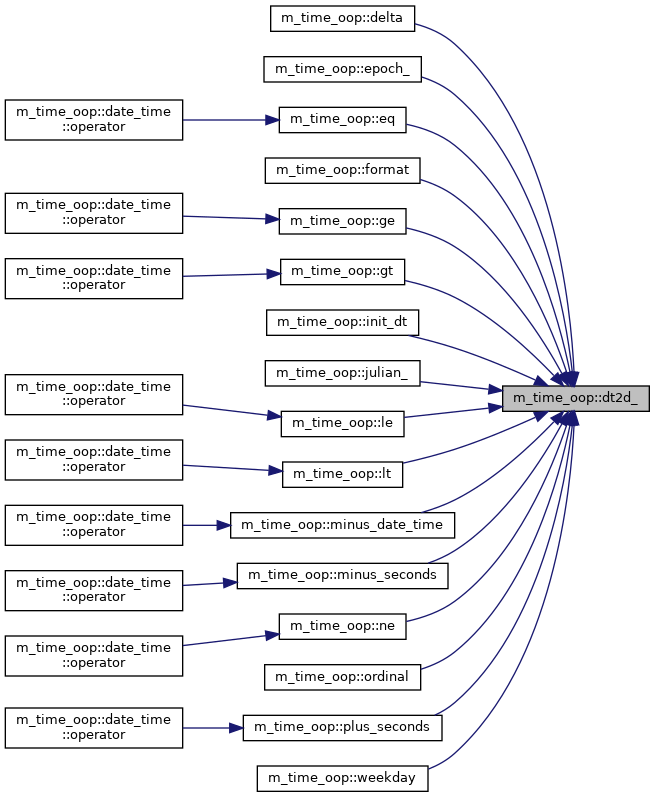 m_time_oop::delta
m_time_oop::epoch_
m_time_oop::date_time
::operator
m_time_oop::eq
m_time_oop::format
m_time_oop::date_time
::operator
m_time_oop::ge
m_time_oop::date_time
::operator
m_time_oop::gt
m_time_oop::init_dt
m_time_oop::julian_
m_time_oop::dt2d_
m_time_oop::date_time
::operator
m_time_oop::le
m_time_oop::date_time
::operator
m_time_oop::lt
m_time_oop::date_time
::operator
m_time_oop::minus_date_time
m_time_oop::date_time
::operator
m_time_oop::minus_seconds
m_time_oop::date_time
::operator
m_time_oop::ne
m_time_oop::ordinal
m_time_oop::date_time
::operator
m_time_oop::plus_seconds
m_time_oop::weekday